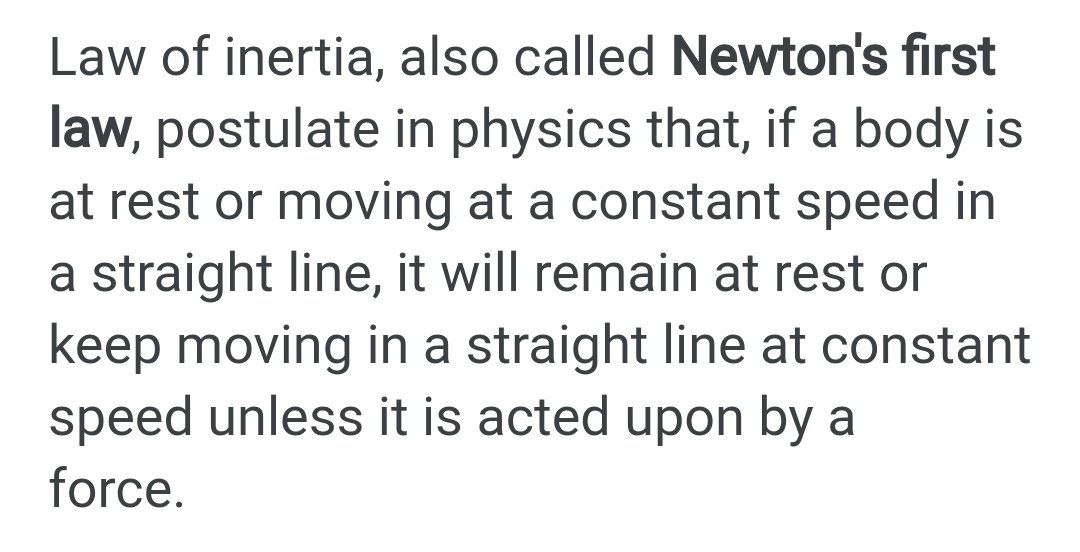 Law of inertia, also called Newton's first
law, postulate in physics that, if a body is
at rest or moving at a constant speed in
a straight line, it will remain at rest or
keep moving in a straight line at constant
speed unless it is acted upon by a
force.